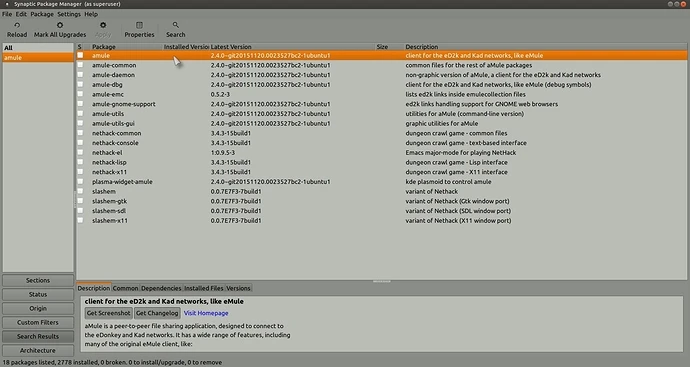 Synaptic Package Manager (as superuser)
File Edit Package Settings Help
Reload Mark All Upgrades Apply Properties Search
All
amule
S Package Installed Version Latest Version Size Description
amule 2.4.0~git20151120.0023527bc2-1ubuntu1 client for the eD2k and Kad networks, like eMule
amule-common 2.4.0~git20151120.0023527bc2-1ubuntu1 common files for the rest of aMule packages
amule-daemon 2.4.0~git20151120.0023527bc2-1ubuntu1 non-graphic version of aMule, a client for the eD2k and Kad networks
amule-dbg 2.4.0~git20151120.0023527bc2-1ubuntu1 client for the eD2k and Kad networks, like eMule (debug symbols)
amule-emc 0.5.2-3 lists ed2k links inside emulecollection files
amule-gnome-support 2.4.0~git20151120.0023527bc2-1ubuntu1 ed2k links handling support for GNOME web browsers
amule-utils 2.4.0~git20151120.0023527bc2-1ubuntu1 utilities for aMule (command-line version)
amule-utils-gui 2.4.0~git20151120.0023527bc2-1ubuntu1 graphic utilities for aMule
nethack-common 3.4.3-15build1 dungeon crawl game - common files
nethack-console 3.4.3-15build1 dungeon crawl game - text-based interface
nethack-el 1:0.9.5-3 Emacs major-mode for playing NetHack
nethack-lisp 3.4.3-15build1 dungeon crawl game - Lisp interface
nethack-x11 3.4.3-15build1 dungeon crawl game - X11 interface
plasma-widget-amule 2.4.0~git20151120.0023527bc2-1ubuntu1 kde plasmoid to control amule
slashem 0.0.7E7F3-7build1 variant of Nethack
slashem-gtk 0.0.7E7F3-7build1 variant of Nethack (Gtk window port)
slashem-sdl 0.0.7E7F3-7build1 variant of Nethack (SDL window port)
slashem-x11 0.0.7E7F3-7build1 variant of Nethack (X11 window port)
Sections
Status
Origin
Custom Filters
Search Results
Architecture
Description Common Dependencies Installed Files Versions
client for the eD2k and Kad networks, like eMule
Get Screenshot Get Changelog Visit Homepage
aMule is a peer-to-peer file sharing application, designed to connect to
the eDonkey and Kad networks. It has a wide range of features, including
many of the original eMule client, like:
18 packages listed, 2778 installed, 0 broken. 0 to install/upgrade, 0 to remove